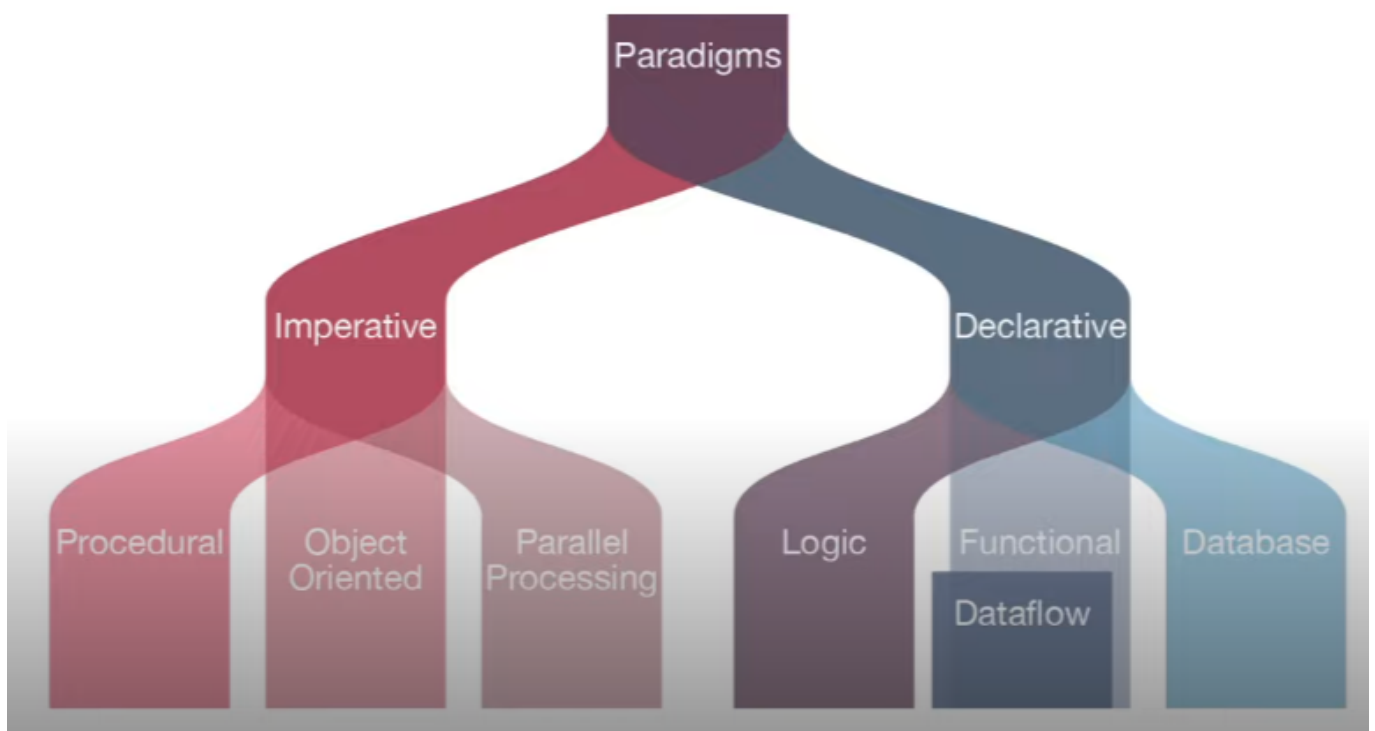 Paradigms
Imperative
Declarative
Procedural
Object
Oriented
Parallel
Processing
Logic
Functional
Dataflow
Database